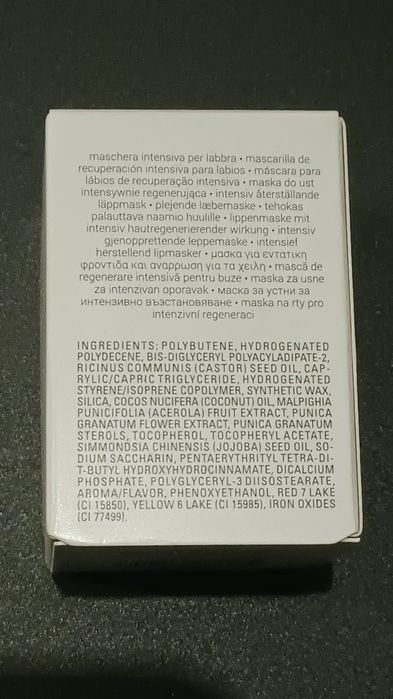 maschera intensiva per labbra • mascarilla de
recuperación intensiva para labios • máscara para
lábios de recuperação intensiva • maska do ust
intensywnie regenerująca • intensiv återställande
läppmask • plejende læbemaske • tehokas
palauttava naamio huulille • lippenmaske mit
intensiv hautregenerierender wirkung • intensiv
gjenopprettende leppemaske • intensief
herstellend lipmasker • μασκα για εντατικη
φροντιδα και αναρρωση για τα χειλη • mască de
regenerare intensivă pentru buze • maska za usne
za intenzivan oporavak • маска за устни за
интензивно възстановяване • maska na rty pro
intenzivní regeneraci
INGREDIENTS: POLYBUTENE, HYDROGENATED
POLYDECENE, BIS-DIGLYCERYL POLYACYLADIPATE-2,
RICINUS COMMUNIS (CASTOR) SEED OIL, CAP-
RYLIC/CAPRIC TRIGLYCERIDE, HYDROGENATED
STYRENE/ISOPRENE COPOLYMER, SYNTHETIC WAX,
SILICA, COCOS NUCIFERA (COCONUT) OIL, MALPIGHIA
PUNICIFOLIA (ACEROLA) FRUIT EXTRACT, PUNICA
GRANATUM FLOWER EXTRACT, PUNICA GRANATUM
STEROLS, TOCOPHEROL, TOCOPHERYL ACETATE,
SIMMONDSIA CHINENSIS (JOJOBA) SEED OIL, SO-
DIUM SACCHARIN, PENTAERYTHRITYL TETRA-DI-
T-BUTYL HYDROXYHYDROCINNAMATE, DICALCIUM
PHOSPHATE, POLYGLYCERYL-3 DIISOSTEARATE,
AROMA/FLAVOR, PHENOXYETHANOL, RED 7 LAKE
(CI 15850), YELLOW 6 LAKE (CI 15985), IRON OXIDES
(CI 77499).